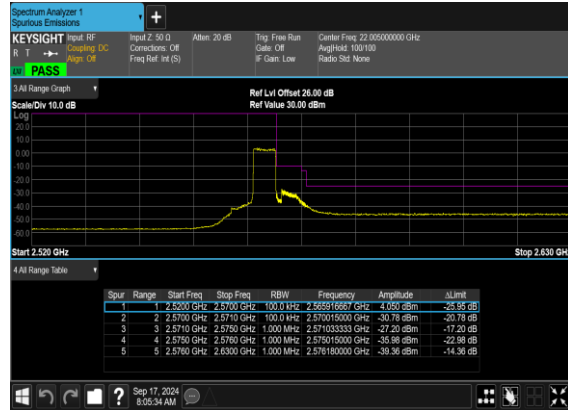 Spectrum Analyzer 1
Spurious Emissions
KEYSIGHT Input: RF Input Z: 50 Ω Atten: 20 dB Trig: Free Run Center Freq: 22.005000000 GHz
R T Coupling: DC Corrections: Off Gate: Off Avg|Hold: 100/100
Align: Off Freq Ref: Int (S) IF Gain: Low Radio Std: None
PASS
3 All Range Graph
Ref Lvl Offset 26.00 dB
Scale/Div 10.0 dB Ref Value 30.00 dBm
Log
20.0
10.0
0.00
-10.0
-20.0
-30.0
-40.0
-50.0
-60.0
Start 2.520 GHz Stop 2.630 GHz
4 All Range Table
Spur Range Start Freq Stop Freq RBW Frequency Amplitude ΔLimit
1 1 2.5200 GHz 2.5700 GHz 100.0 kHz 2.565916667 GHz 4.050 dBm -25.95 dB
2 2 2.5700 GHz 2.5710 GHz 100.0 kHz 2.570015000 GHz -30.78 dBm -20.78 dB
3 3 2.5710 GHz 2.5750 GHz 1.000 MHz 2.571033333 GHz -27.20 dBm -17.20 dB
4 4 2.5750 GHz 2.5760 GHz 1.000 MHz 2.575015000 GHz -35.98 dBm -22.98 dB
5 5 2.5760 GHz 2.6300 GHz 1.000 MHz 2.576180000 GHz -39.36 dBm -14.36 dB
? Sep 17, 2024
8:05:34 AM